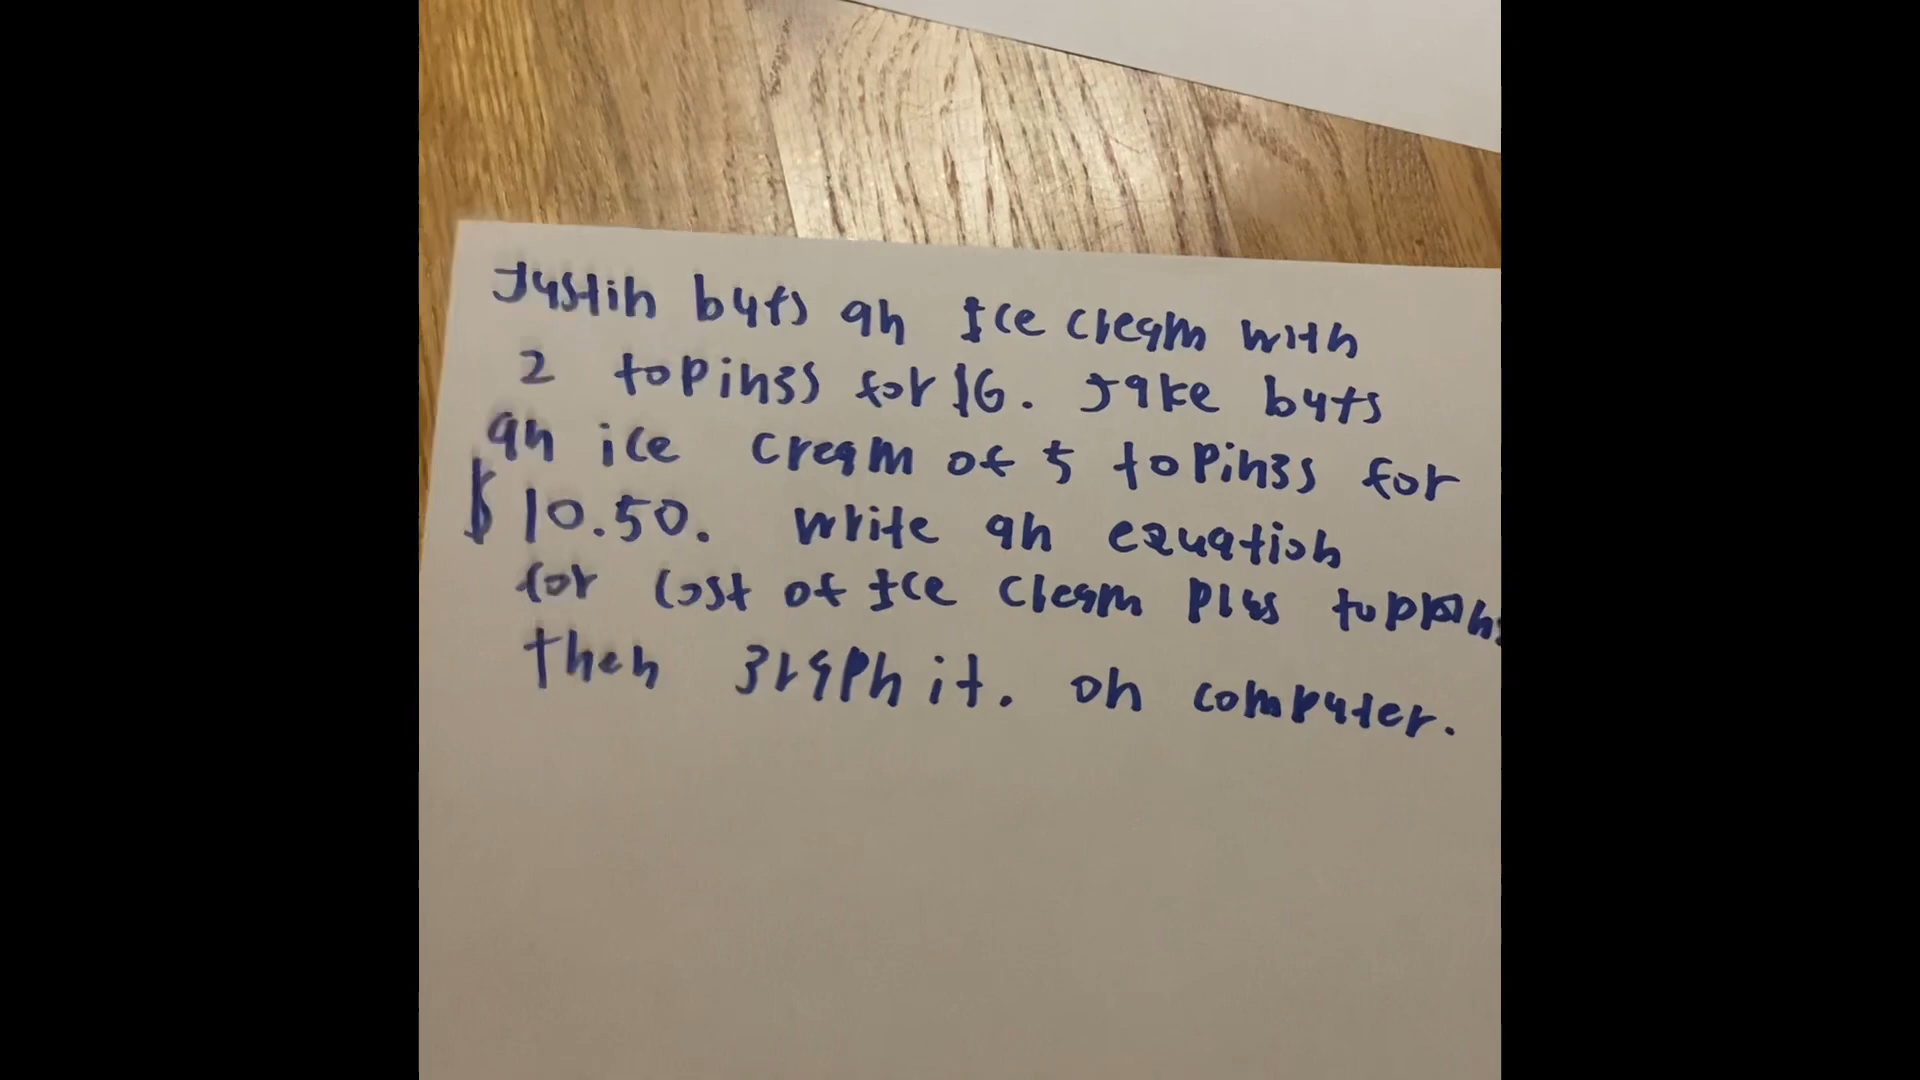 Justin buys an Ice cream with
2 topings for $6. Jake buys
an ice cream of 5 topings for
$10.50. write an equation
for cost of Ice cream plus
then graph it. on computer.